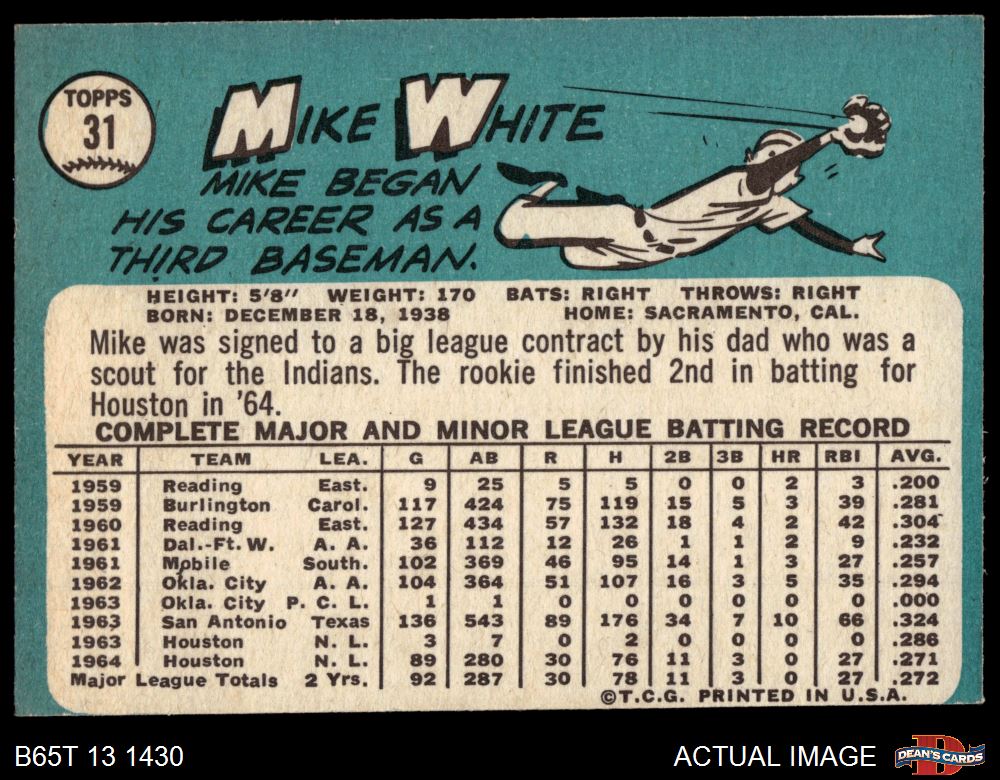 TOPPS
31
MIKE WHITE
MIKE BEGAN
HIS CAREER AS A
THIRD BASEMAN.
HEIGHT: 5'8" WEIGHT: 170 BATS: RIGHT THROWS: RIGHT
BORN: DECEMBER 18, 1938 HOME: SACRAMENTO, CAL.
Mike was signed to a big league contract by his dad who was a
scout for the Indians. The rookie finished 2nd in batting for
Houston in '64.
COMPLETE MAJOR AND MINOR LEAGUE BATTING RECORD
YEAR TEAM LEA. G AB R H 2B 3B HR RBI AVG.
1959 Reading East. 9 25 5 5 0 0 2 3 .200
1959 Burlington Carol. 117 424 75 119 15 5 3 39 .281
1960 Reading East. 127 434 57 132 18 4 2 42 .304
1961 Dal.-Ft. W. A. A. 36 112 12 26 1 1 2 9 .232
1961 Mobile South. 102 369 46 95 14 1 3 27 .257
1962 Okla. City A. A. 104 364 51 107 16 3 5 35 .294
1963 Okla. City P. C. L. 1 1 0 0 0 0 0 0 .000
1963 San Antonio Texas 136 543 89 176 34 7 10 66 .324
1963 Houston N. L. 3 7 0 2 0 0 0 0 .286
1964 Houston N. L. 89 280 30 76 11 3 0 27 .271
Major League Totals 2 Yrs. 92 287 30 78 11 3 0 27 .272
©T.C.G. PRINTED IN U.S.A.
B65T 13 1430 ACTUAL IMAGE DEAN'S CARDS